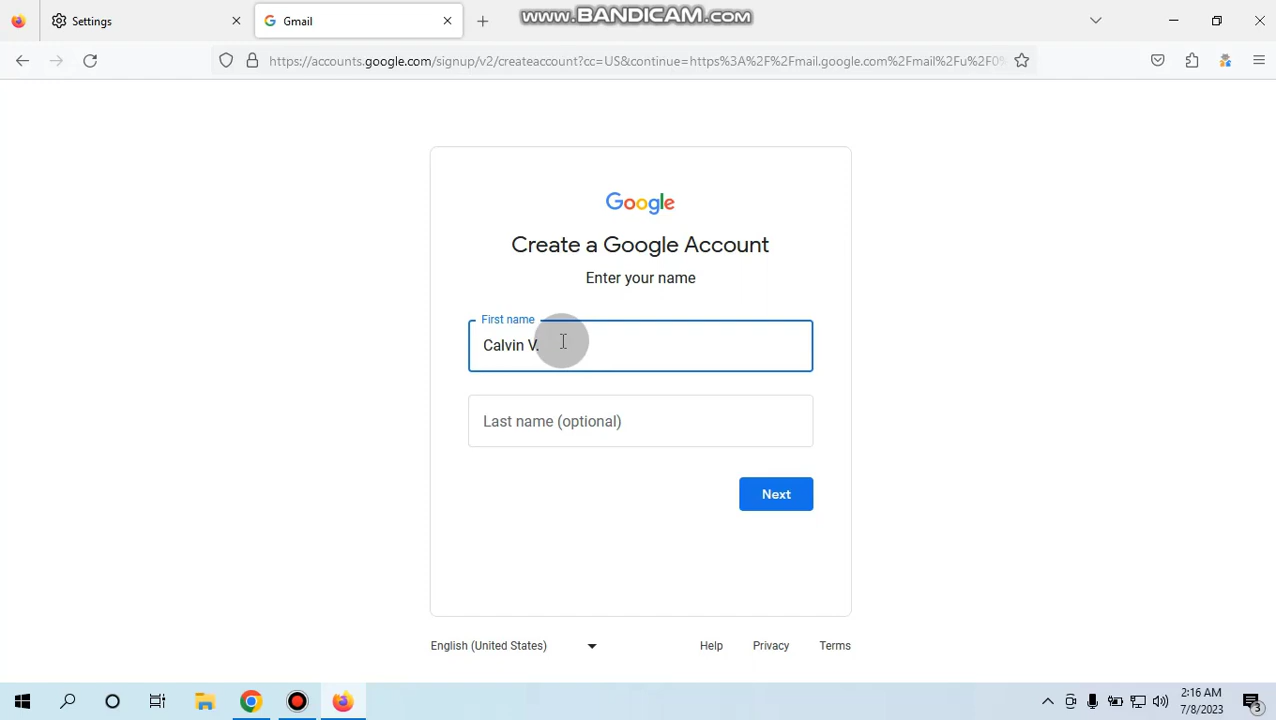 Settings
Gmail
www.BANDICAM.com
https://accounts.google.com/signup/v2/createaccount?cc=US&continue=https%3A%2F%2Fmail.google.com%2Fmail%2Fu%2F0%
Google
Create a Google Account
Enter your name
First name
Calvin V.
Last name (optional)
Next
English (United States)
Help
Privacy
Terms
2:16 AM
7/8/2023
3